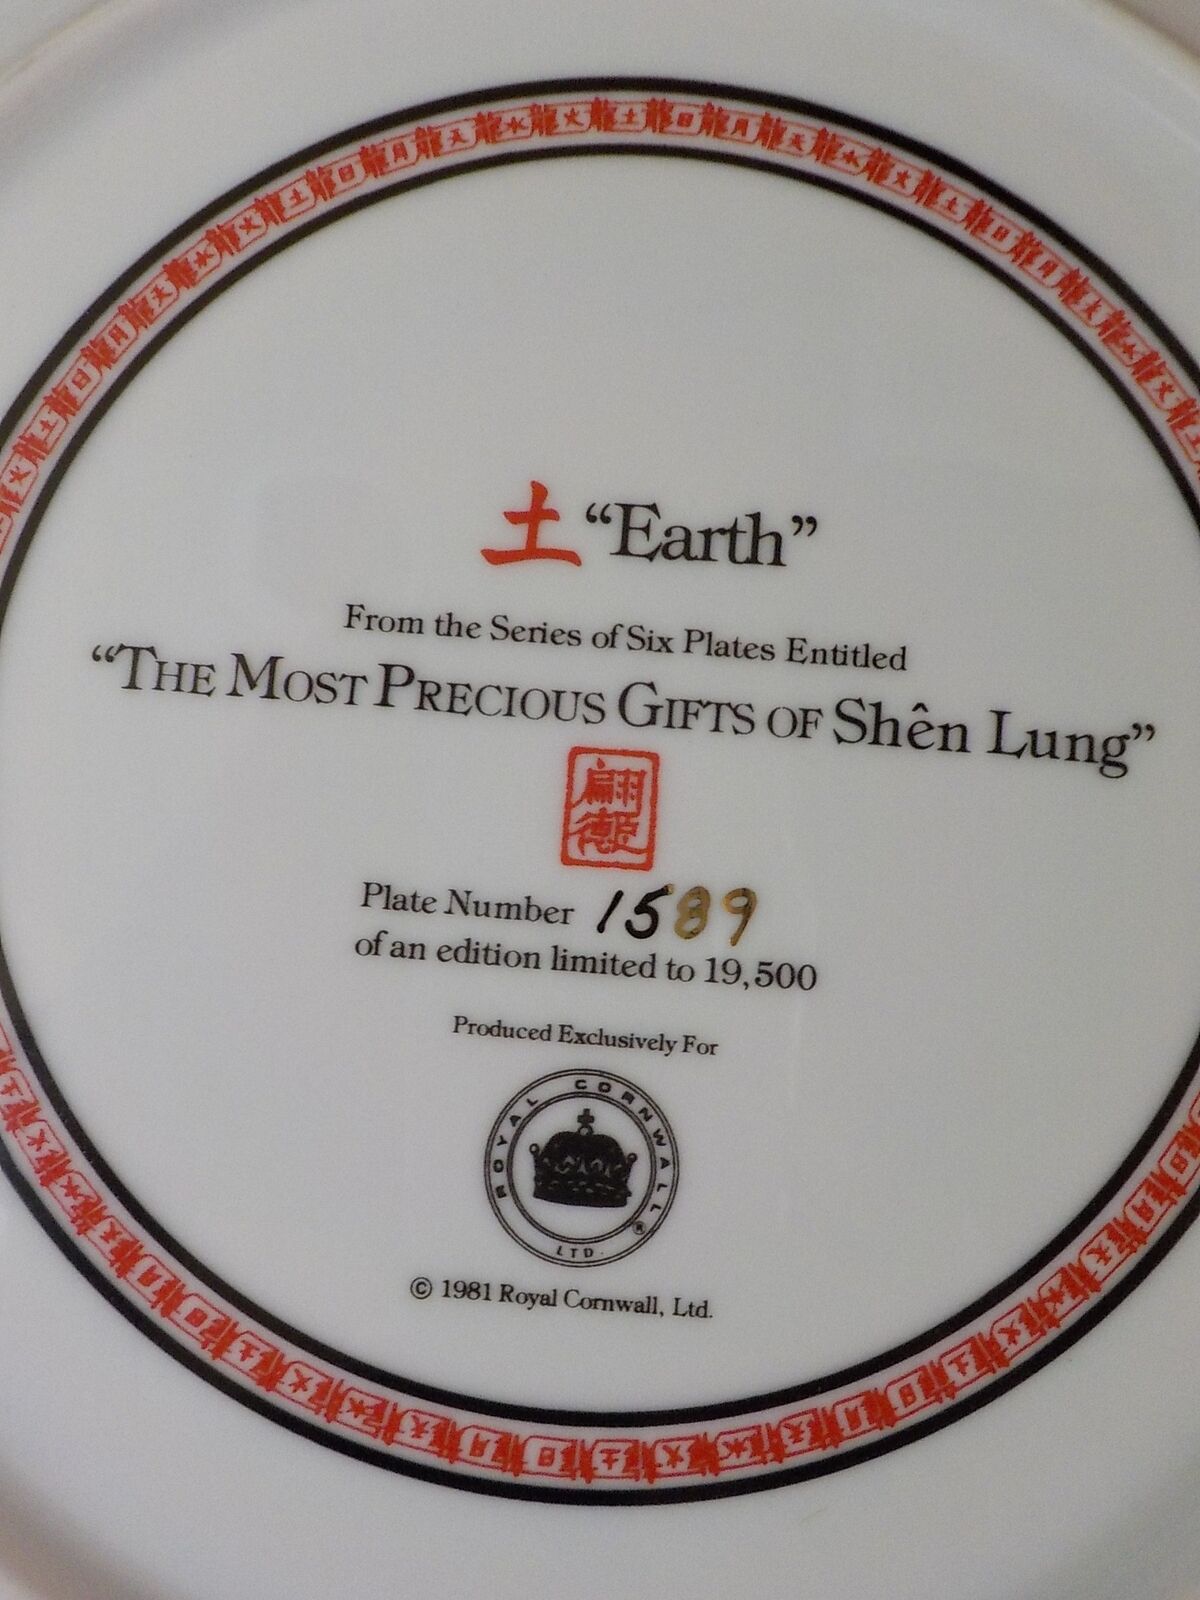 土 “Earth”
From the Series of Six Plates Entitled
“THE MOST PRECIOUS GIFTS OF Shên Lung”
Plate Number 1589
of an edition limited to 19,500
Produced Exclusively For
ROYAL CORNWALL ®
LTD.
© 1981 Royal Cornwall, Ltd.